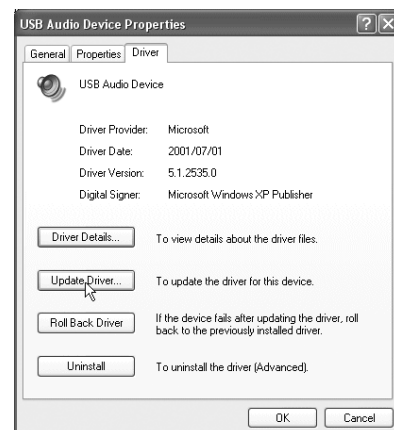 USB Audio Device Properties
General Properties Driver
USB Audio Device
Driver Provider: Microsoft
Driver Date: 2001/07/01
Driver Version: 5.1.2535.0
Digital Signer: Microsoft Windows XP Publisher
Driver Details... To view details about the driver files.
Update Driver... To update the driver for this device.
Roll Back Driver If the device fails after updating the driver, roll
back to the previously installed driver.
Uninstall To uninstall the driver (Advanced).
OK Cancel